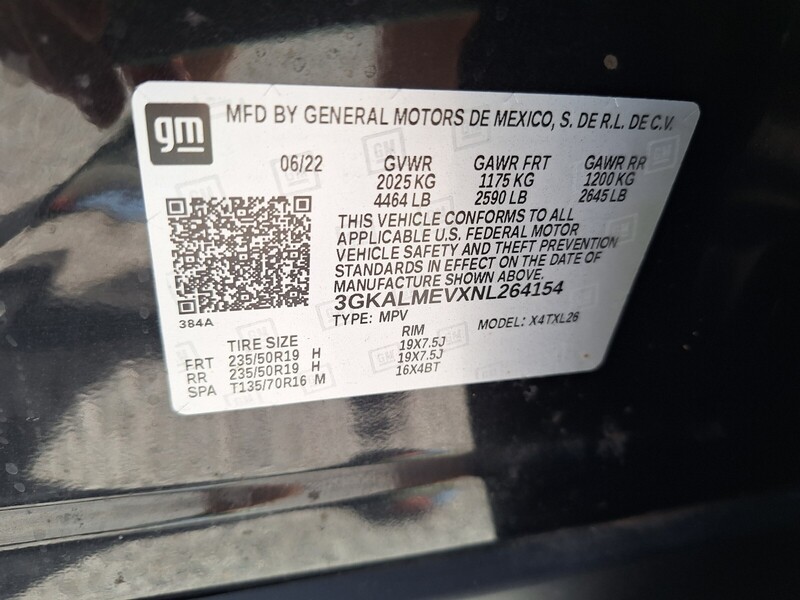 gm
MFD BY GENERAL MOTORS DE MEXICO, S. DE R.L. DE C.V.
06/22 GVWR GAWR FRT GAWR RR
2025 KG 1175 KG 1200 KG
4464 LB 2590 LB 2645 LB
THIS VEHICLE CONFORMS TO ALL
APPLICABLE U.S. FEDERAL MOTOR
VEHICLE SAFETY AND THEFT PREVENTION
STANDARDS IN EFFECT ON THE DATE OF
MANUFACTURE SHOWN ABOVE.
3GKALMEVXNL264154
384A
TYPE: MPV MODEL: X4TXL26
TIRE SIZE RIM
FRT 235/50R19 H 19X7.5J
RR 235/50R19 H 19X7.5J
SPA T135/70R16 M 16X4BT